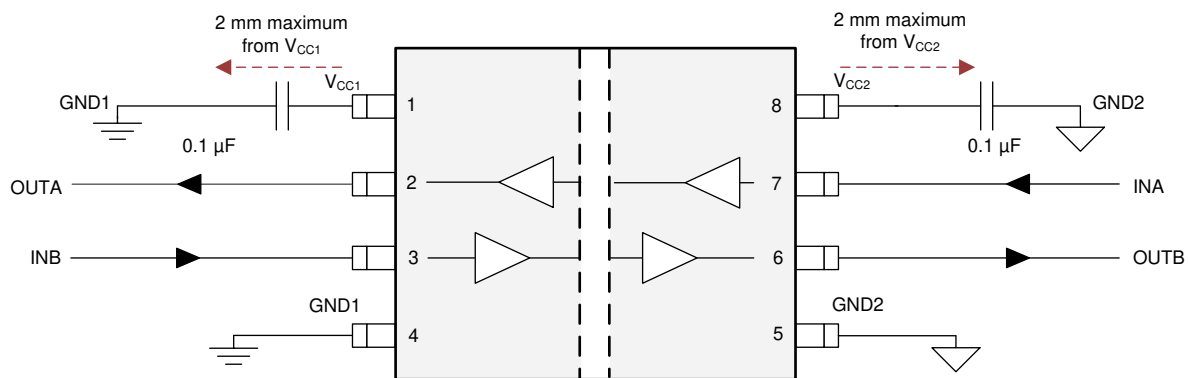 2 mm maximum
from VCC1
2 mm maximum
from VCC2
VCC1
VCC2
GND1
1
8
GND2
0.1 µF
0.1 µF
OUTA
2
7
INA
INB
3
6
OUTB
GND1
GND2
4
5